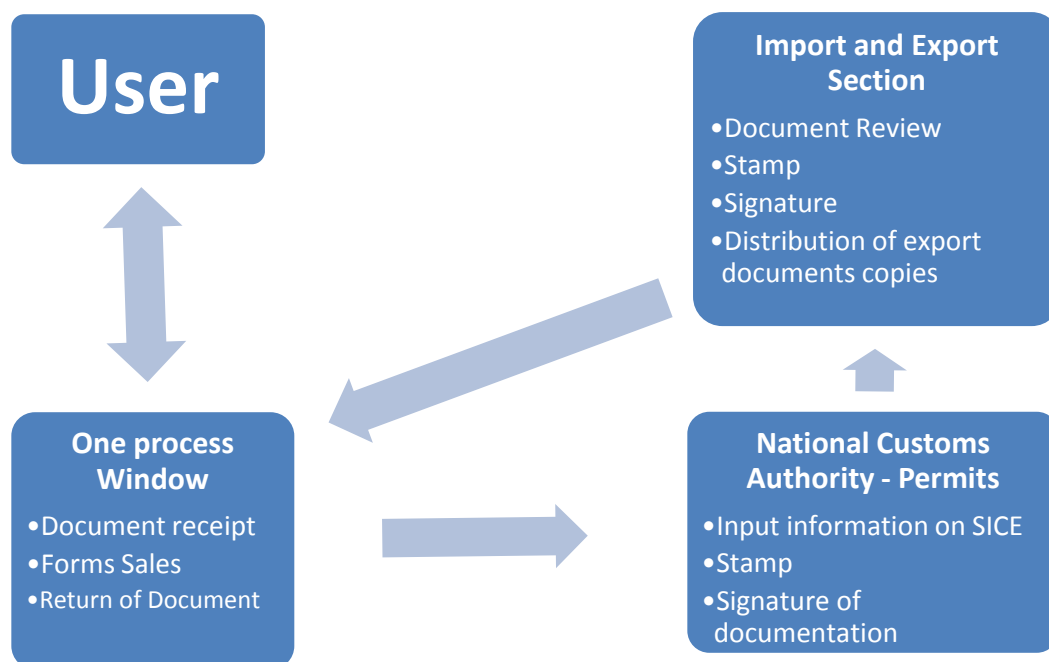 User
Import and Export
Section
•Document Review
•Stamp
•Signature
•Distribution of export
documents copies
One process
Window
•Document receipt
•Forms Sales
•Return of Document
National Customs
Authority - Permits
•Input information on SICE
•Stamp
•Signature of
documentation